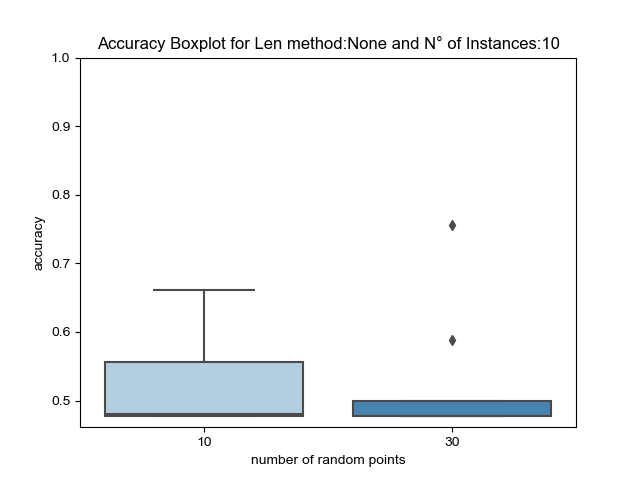 Accuracy Boxplot for Len method:None and N° of Instances:10
1.0
0.9
0.8
0.7
0.6
0.5
accuracy
10 30
number of random points